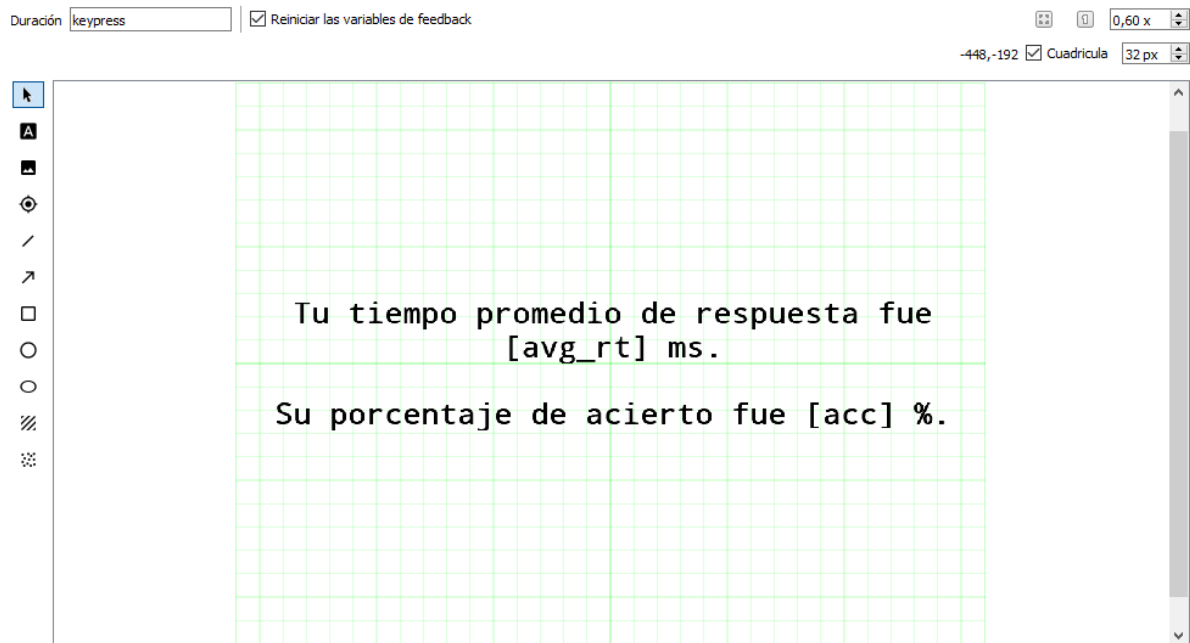 Duración keypress Reiniciar las variables de feedback 0,60 x
-448,-192 Cuadricula 32 px
A
Tu tiempo promedio de respuesta fue
[avg_rt] ms.
Su porcentaje de acierto fue [acc] %.